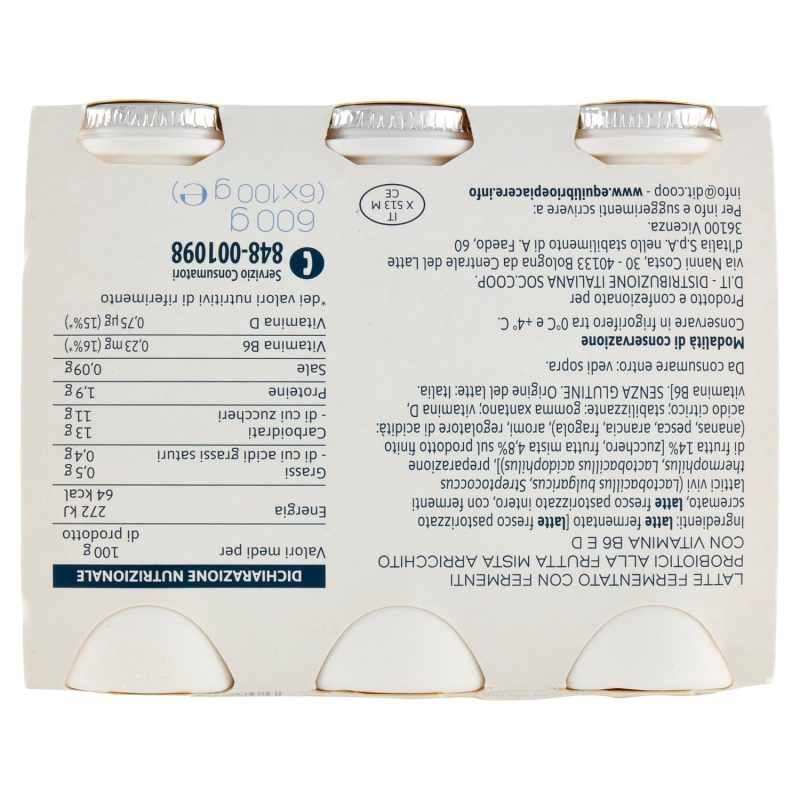 LATTE FERMENTATO CON FERMENTI
PROBIOTICI ALLA FRUTTA MISTA ARRICCHITO
CON VITAMINA B6 E D
Ingredienti: latte fermentato [latte fresco pastorizzato
scremato, latte fresco pastorizzato intero, con fermenti
lattici vivi (Lactobacillus bulgaricus, Streptococcus
thermophilus, Lactobacillus acidophilus)], preparazione
di frutta 14% [zucchero, frutta mista 4,8% sul prodotto finito
(ananas, pesca, arancia, fragola), aromi, regolatore di acidità:
acido citrico; stabilizzante: gomma xantano; vitamina D,
vitamina B6]. SENZA GLUTINE. Origine del latte: Italia.
Da consumare entro: vedi sopra.
Modalità di conservazione
Conservare in frigorifero tra 0°C e +4° C.
Prodotto e confezionato per
D.IT - DISTRIBUZIONE ITALIANA SOC.COOP.
via Nanni Costa, 30 - 40133 Bologna da Centrale del Latte
d'Italia S.p.A. nello stabilimento di A. Faedo, 60,
36100 Vicenza.
Per info e suggerimenti scrivere a:
info@dit.coop - www.equilibrioepiacere.info
IT
X 513 M
CE
DICHIARAZIONE NUTRIZIONALE
Valori medi per 100 g
di prodotto
Energia 272 kJ
64 kcal
Grassi 0,5 g
- di cui acidi grassi saturi 0,4 g
Carboidrati 13 g
- di cui zuccheri 11 g
Proteine 1,9 g
Sale 0,09g
Vitamina B6 0,23 mg (16%*)
Vitamina D 0,75 µg (15%*)
*dei valori nutritivi di riferimento
Servizio Consumatori
848-001098
600 g
(6x100 g ℮)